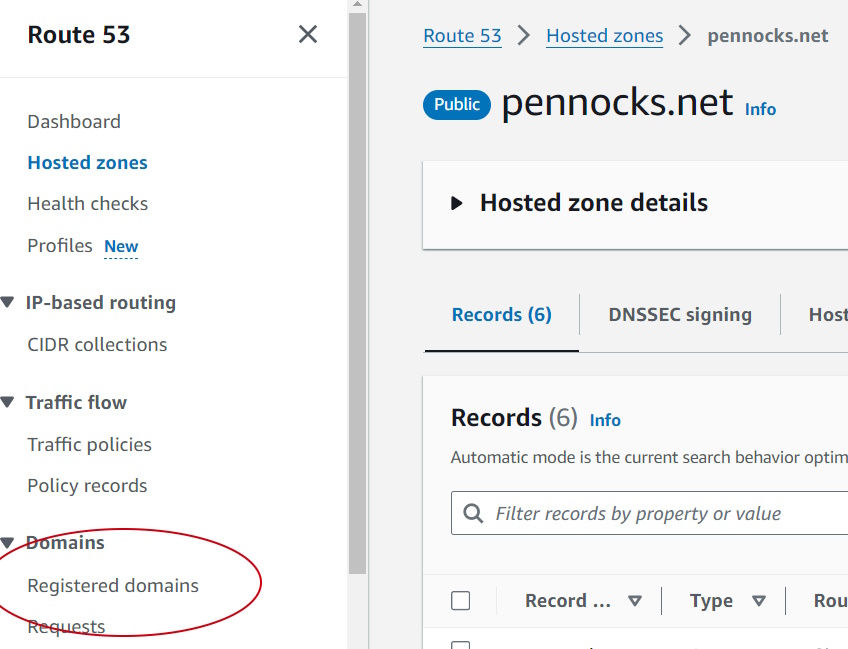 Route 53
Dashboard
Hosted zones
Health checks
Profiles New
IP-based routing
CIDR collections
Traffic flow
Traffic policies
Policy records
Domains
Registered domains
Requests
Route 53 > Hosted zones > pennocks.net
Public pennocks.net Info
Hosted zone details
Records (6) DNSSEC signing Host
Records (6) Info
Automatic mode is the current search behavior optim
Filter records by property or value
Record ... Type Rou